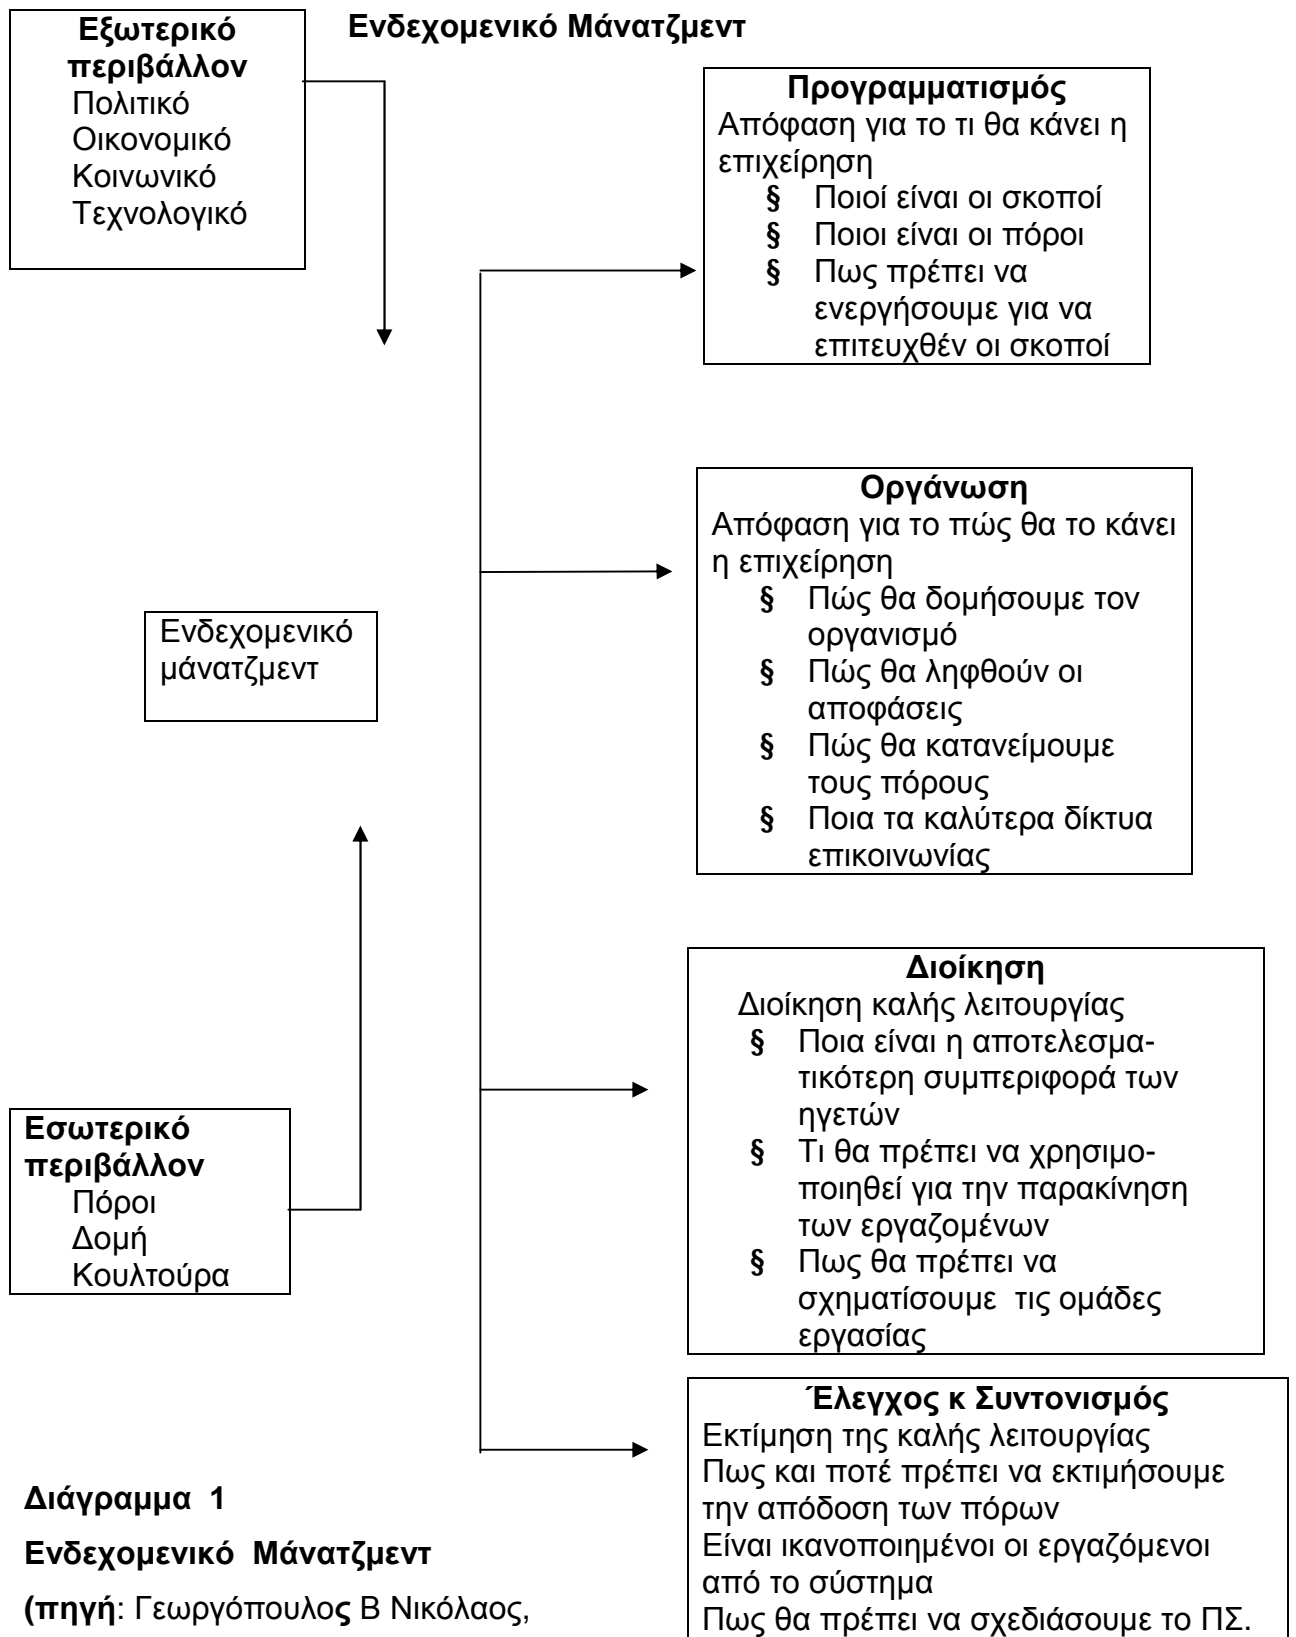 Εξωτερικό
περιβάλλον
Πολιτικό
Οικονομικό
Κοινωνικό
Τεχνολογικό
Ενδεχομενικό Μάνατζμεντ
Προγραμματισμός
Απόφαση για το τι θα κάνει η
επιχείρηση
§ Ποιοί είναι οι σκοποί
§ Ποιοι είναι οι πόροι
§ Πως πρέπει να
ενεργήσουμε για να
επιτευχθέν οι σκοποί
Οργάνωση
Απόφαση για το πώς θα το κάνει
η επιχείρηση
§ Πώς θα δομήσουμε τον
οργανισμό
§ Πώς θα ληφθούν οι
αποφάσεις
§ Πώς θα κατανείμουμε
τους πόρους
§ Ποια τα καλύτερα δίκτυα
επικοινωνίας
Ενδεχομενικό
μάνατζμεντ
Διοίκηση
Διοίκηση καλής λειτουργίας
§ Ποια είναι η αποτελεσμα-
τικότερη συμπεριφορά των
ηγετών
§ Τι θα πρέπει να χρησιμο-
ποιηθεί για την παρακίνηση
των εργαζομένων
§ Πως θα πρέπει να
σχηματίσουμε τις ομάδες
εργασίας
Εσωτερικό
περιβάλλον
Πόροι
Δομή
Κουλτούρα
Έλεγχος κ Συντονισμός
Εκτίμηση της καλής λειτουργίας
Πως και ποτέ πρέπει να εκτιμήσουμε
την απόδοση των πόρων
Είναι ικανοποιημένοι οι εργαζόμενοι
από το σύστημα
Πως θα πρέπει να σχεδιάσουμε το ΠΣ.
Διάγραμμα 1
Ενδεχομενικό Μάνατζμεντ
(πηγή: Γεωργόπουλος Β Νικόλαος,